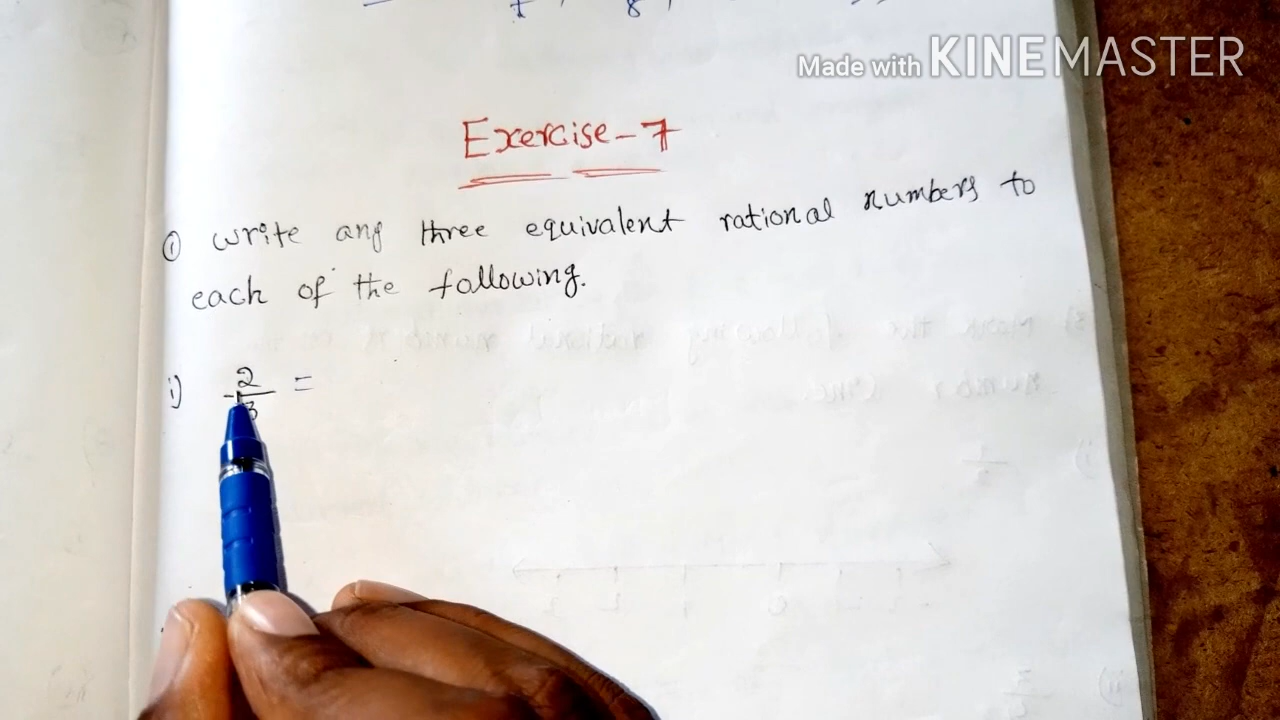 Made with KINEMASTER
Exercise-7
① write any three equivalent rational numbers to
each of the following.
i) 2/3 =